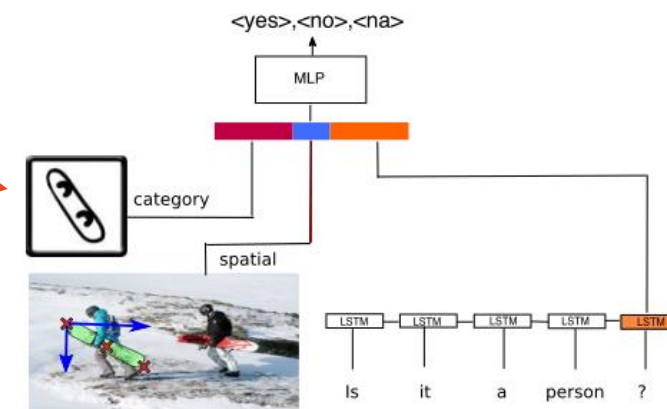 <yes>,<no>,<na>
MLP
category
spatial
LSTM LSTM LSTM LSTM LSTM
Is it a person ?